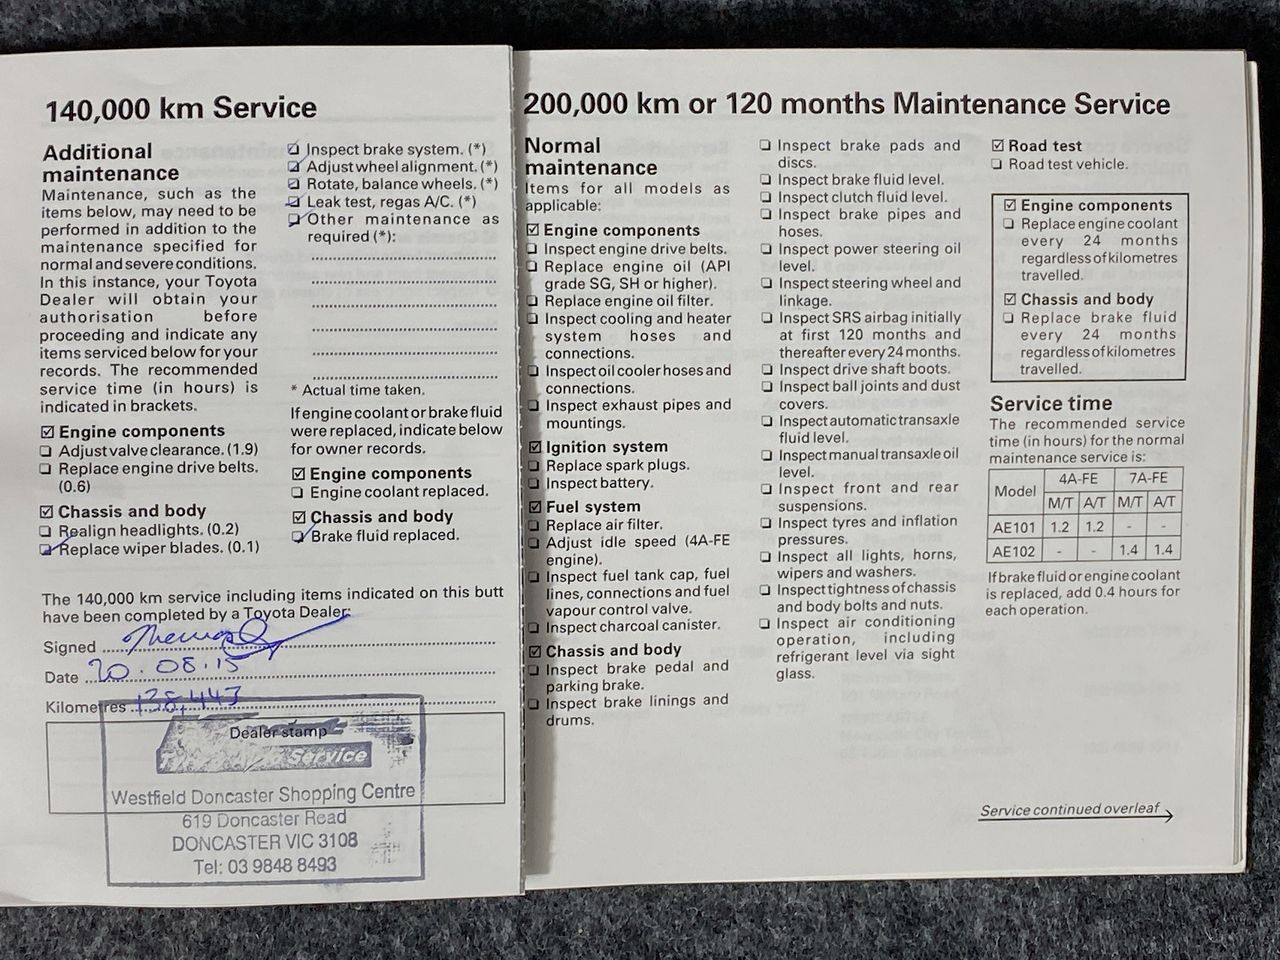 140,000 km Service
Additional
maintenance
Maintenance, such as the
items below, may need to be
performed in addition to the
maintenance specified for
normal and severe conditions.
In this instance, your Toyota
Dealer will obtain your
authorisation before
proceeding and indicate any
items serviced below for your
records. The recommended
service time (in hours) is
indicated in brackets.
☑ Engine components
❏ Adjust valve clearance. (1.9)
❏ Replace engine drive belts.
(0.6)
☑ Chassis and body
❏ Realign headlights. (0.2)
❏ Replace wiper blades. (0.1)
❏ Inspect brake system. (*)
❏ Adjust wheel alignment. (*)
❏ Rotate, balance wheels. (*)
❏ Leak test, regas A/C. (*)
❏ Other maintenance as
required (*):
* Actual time taken.
If engine coolant or brake fluid
were replaced, indicate below
for owner records.
☑ Engine components
❏ Engine coolant replaced.
☑ Chassis and body
❏ Brake fluid replaced.
The 140,000 km service including items indicated on this butt
have been completed by a Toyota Dealer:
Signed
Date 20.08.15
Kilometres 138,443
Dealer stamp
Service
Westfield Doncaster Shopping Centre
619 Doncaster Road
DONCASTER VIC 3108
Tel: 03 9848 8493
200,000 km or 120 months Maintenance Service
Normal
maintenance
Items for all models as
applicable:
☑ Engine components
❏ Inspect engine drive belts.
❏ Replace engine oil (API
grade SG, SH or higher).
❏ Replace engine oil filter.
❏ Inspect cooling and heater
system hoses and
connections.
❏ Inspect oil cooler hoses and
connections.
❏ Inspect exhaust pipes and
mountings.
☑ Ignition system
❏ Replace spark plugs.
❏ Inspect battery.
☑ Fuel system
❏ Replace air filter.
❏ Adjust idle speed (4A-FE
engine).
❏ Inspect fuel tank cap, fuel
lines, connections and fuel
vapour control valve.
❏ Inspect charcoal canister.
☑ Chassis and body
❏ Inspect brake pedal and
parking brake.
❏ Inspect brake linings and
drums.
❏ Inspect brake pads and
discs.
❏ Inspect brake fluid level.
❏ Inspect clutch fluid level.
❏ Inspect brake pipes and
hoses.
❏ Inspect power steering oil
level.
❏ Inspect steering wheel and
linkage.
❏ Inspect SRS airbag initially
at first 120 months and
thereafter every 24 months.
❏ Inspect drive shaft boots.
❏ Inspect ball joints and dust
covers.
❏ Inspect automatic transaxle
fluid level.
❏ Inspect manual transaxle oil
level.
❏ Inspect front and rear
suspensions.
❏ Inspect tyres and inflation
pressures.
❏ Inspect all lights, horns,
wipers and washers.
❏ Inspect tightness of chassis
and body bolts and nuts.
❏ Inspect air conditioning
operation, including
refrigerant level via sight
glass.
☑ Road test
❏ Road test vehicle.
☑ Engine components
❏ Replace engine coolant
every 24 months
regardless of kilometres
travelled.
☑ Chassis and body
❏ Replace brake fluid
every 24 months
regardless of kilometres
travelled.
Service time
The recommended service
time (in hours) for the normal
maintenance service is:
Model 4A-FE 7A-FE
M/T A/T M/T A/T
AE101 1.2 1.2 - -
AE102 - - 1.4 1.4
If brake fluid or engine coolant
is replaced, add 0.4 hours for
each operation.
Service continued overleaf